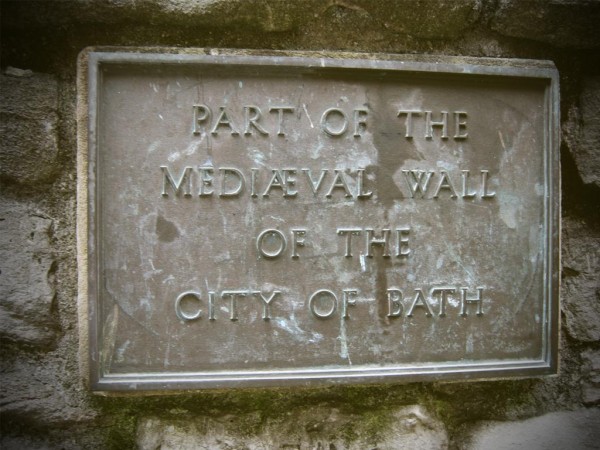 PART OF THE
MEDIÆVAL WALL
OF THE
CITY OF BATH